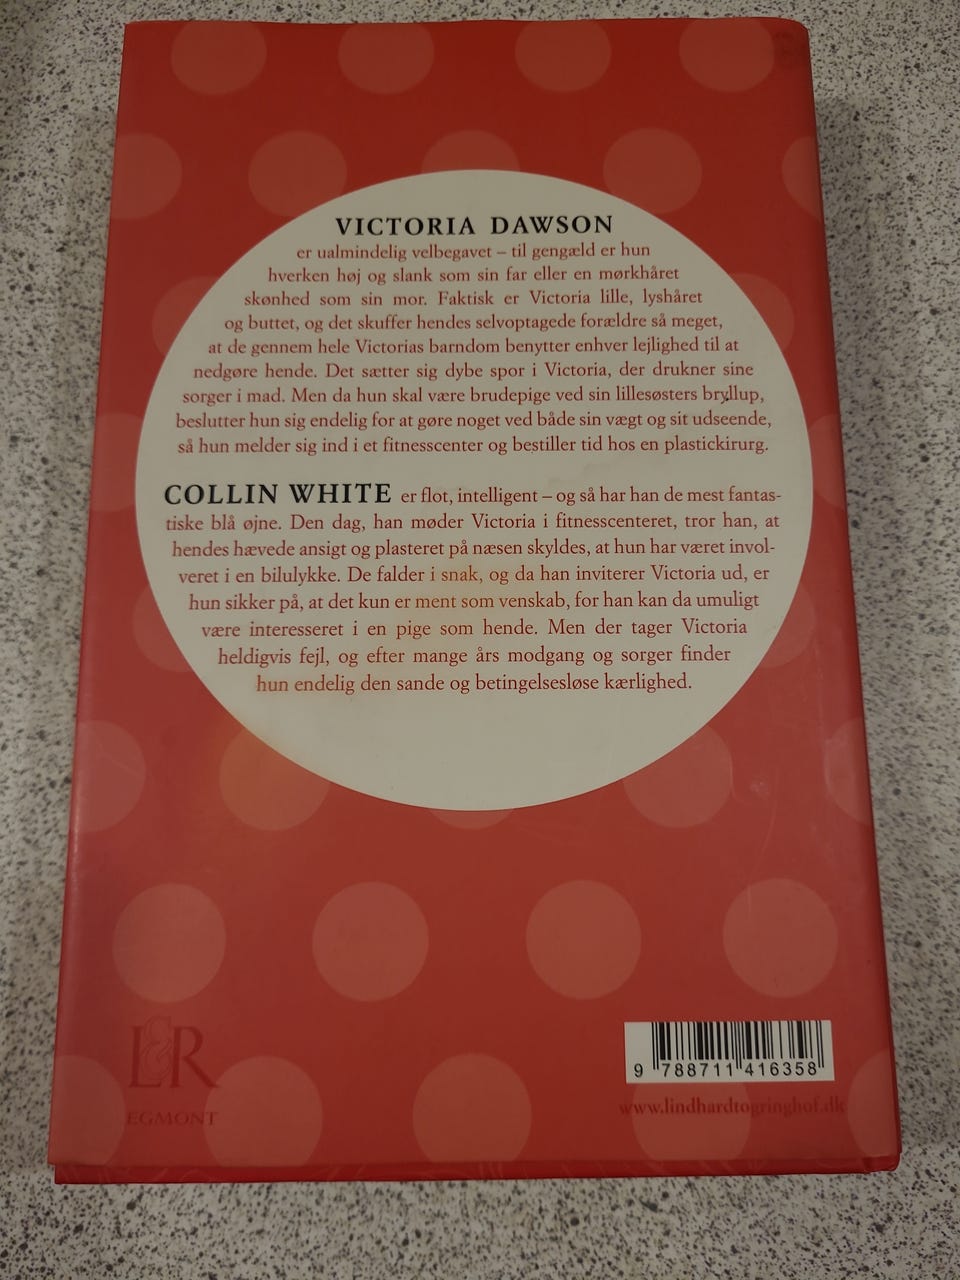 VICTORIA DAWSON
er ualmindelig velbegavet – til gengæld er hun
hverken høj og slank som sin far eller en mørkhåret
skønhed som sin mor. Faktisk er Victoria lille, lyshåret
og buttet, og det skuffer hendes selvoptagede forældre så meget,
at de gennem hele Victorias barndom benytter enhver lejlighed til at
nedgøre hende. Det sætter sig dybe spor i Victoria, der drukner sine
sorger i mad. Men da hun skal være brudepige ved sin lillesøsters bryllup,
beslutter hun sig endelig for at gøre noget ved både sin vægt og sit udseende,
så hun melder sig ind i et fitnesscenter og bestiller tid hos en plastickirurg.
COLLIN WHITE er flot, intelligent – og så har han de mest fantas-
tiske blå øjne. Den dag, han møder Victoria i fitnesscenteret, tror han, at
hendes hævede ansigt og plasteret på næsen skyldes, at hun har været invol-
veret i en bilulykke. De falder i snak, og da han inviterer Victoria ud, er
hun sikker på, at det kun er ment som venskab, for han kan da umuligt
være interesseret i en pige som hende. Men der tager Victoria
heldigvis fejl, og efter mange års modgang og sorger finder
hun endelig den sande og betingelsesløse kærlighed.
L&R
EGMONT
9 788711 416358
www.lindhardtogringhof.dk